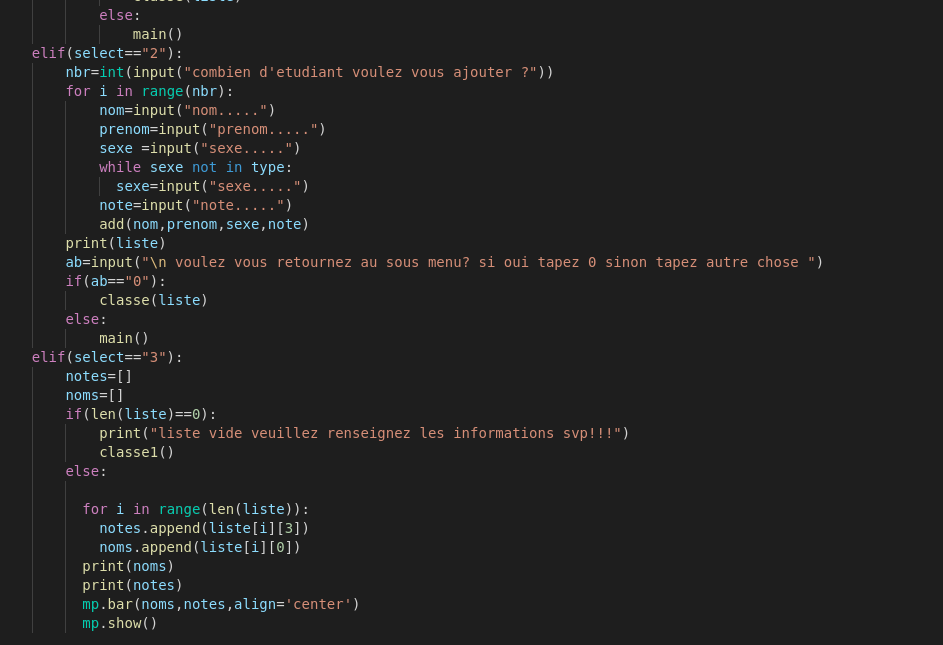 else:
main()
elif(select=="2"):
nbr=int(input("combien d'etudiant voulez vous ajouter ?"))
for i in range(nbr):
nom=input("nom.....")
prenom=input("prenom.....")
sexe =input("sexe.....")
while sexe not in type:
sexe=input("sexe.....")
note=input("note.....")
add(nom,prenom,sexe,note)
print(liste)
ab=input("\n voulez vous retournez au sous menu? si oui tapez 0 sinon tapez autre chose ")
if(ab=="0"):
classe(liste)
else:
main()
elif(select=="3"):
notes=[]
noms=[]
if(len(liste)==0):
print("liste vide veuillez renseignez les informations svp!!!")
classe1()
else:
for i in range(len(liste)):
notes.append(liste[i][3])
noms.append(liste[i][0])
print(noms)
print(notes)
mp.bar(noms,notes,align='center')
mp.show()